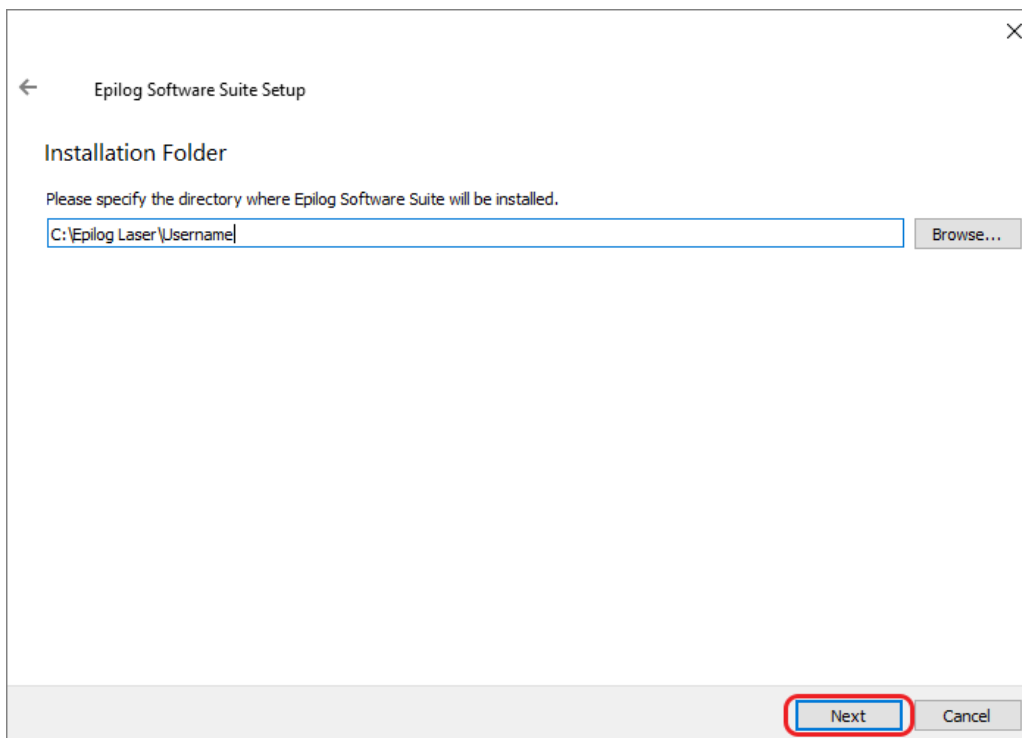 Epilog Software Suite Setup
Installation Folder
Please specify the directory where Epilog Software Suite will be installed.
C:\Epilog Laser\Username
Browse...
Next
Cancel